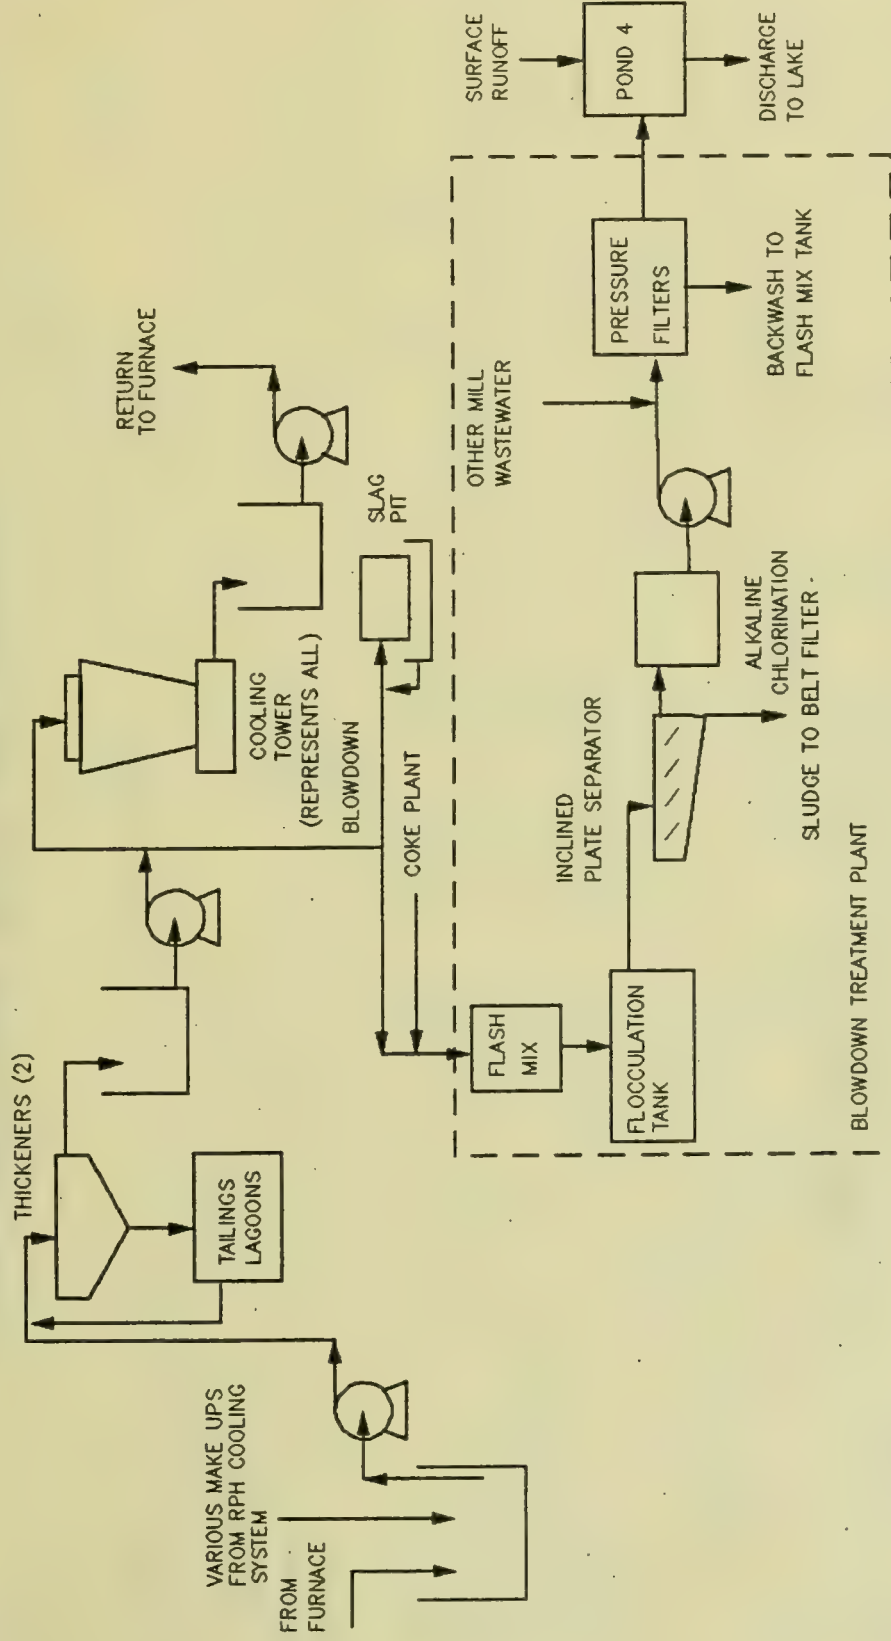 THICKENERS (2)
TAILINGS
LAGOONS
VARIOUS MAKE UPS
FROM RPH COOLING
SYSTEM
FROM
FURNACE
RETURN
TO FURNACE
COOLING
TOWER
(REPRESENTS ALL)
BLOWDOWN
SLAG
PIT
COKE PLANT
FLASH
MIX
FLOCCULATION
TANK
INCLINED
PLATE SEPARATOR
SLUDGE TO BELT FILTER
ALKALINE
CHLORINATION
OTHER MILL
WASTEWATER
PRESSURE
FILTERS
BACKWASH TO
FLASH MIX TANK
BLOWDOWN TREATMENT PLANT
SURFACE
RUNOFF
POND 4
DISCHARGE
TO LAKE